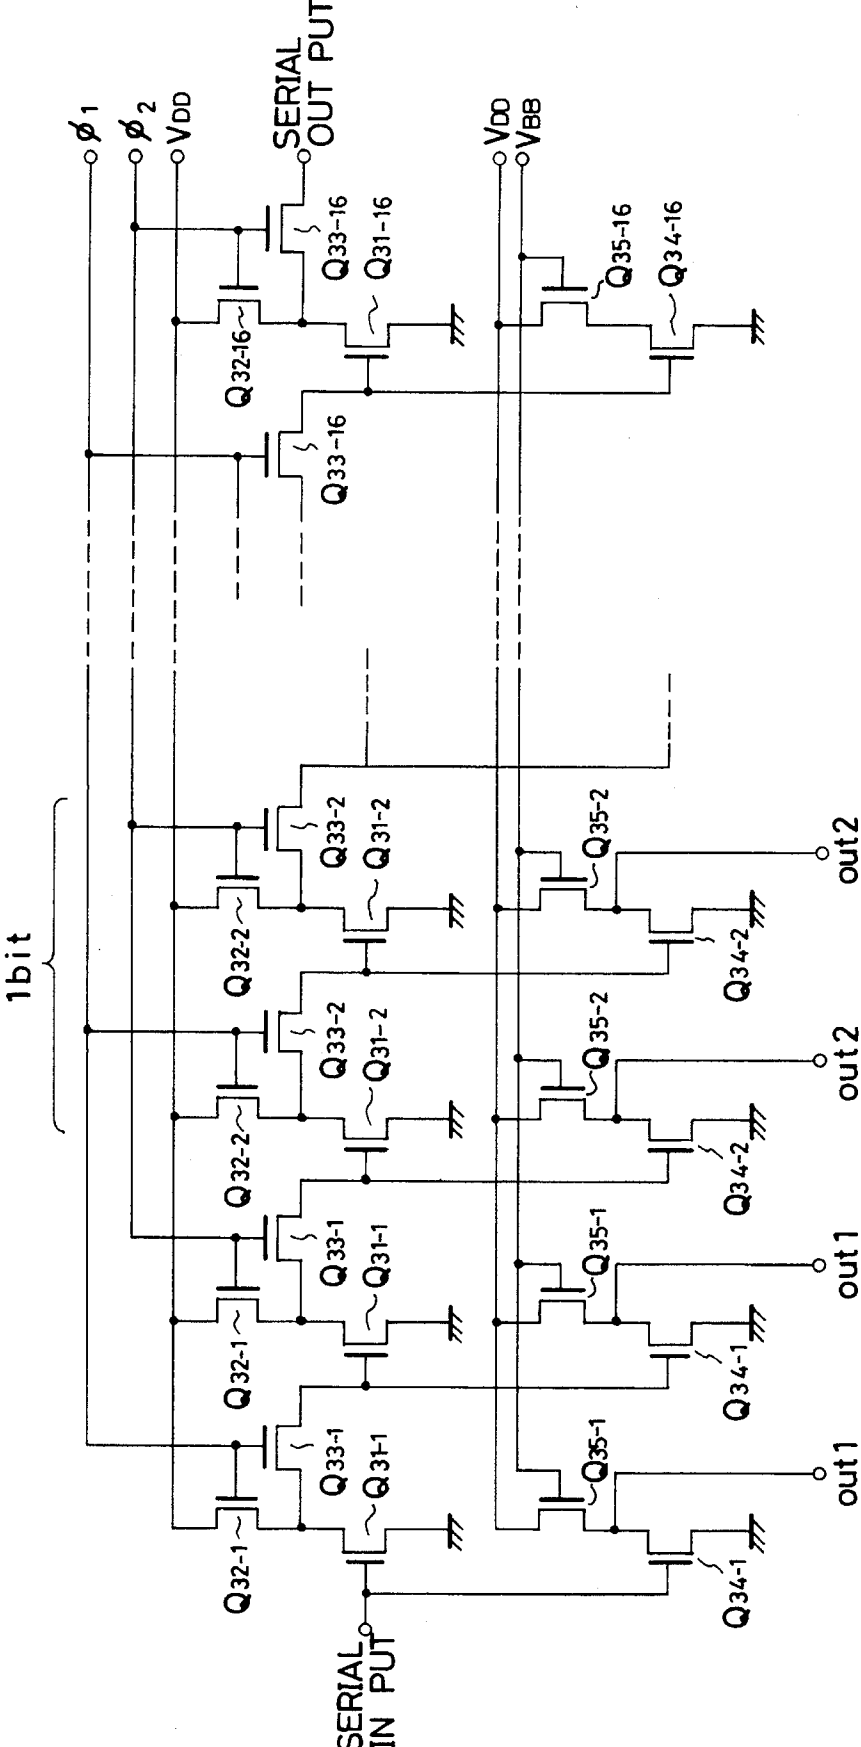 1bit
ø1
ø2
VDD
SERIAL
OUT PUT
Q32-1
Q32-1
Q32-2
Q32-2
Q32-16
Q33-1
Q33-1
Q33-2
Q33-2
Q33-16
Q33-16
Q31-1
Q31-1
Q31-2
Q31-2
Q31-16
SERIAL
IN PUT
VDD
VBB
Q35-1
Q35-1
Q35-2
Q35-2
Q35-16
Q34-1
Q34-1
Q34-2
Q34-2
Q34-16
out1
out1
out2
out2